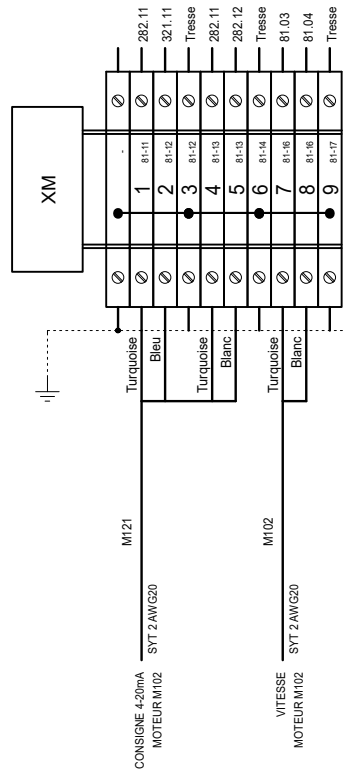 XM
-
282.11
1
81-11
321.11
2
81-12
Tresse
3
81-12
282.11
4
81-13
282.12
5
81-13
Tresse
6
81-14
81.03
7
81-16
81.04
8
81-16
Tresse
9
81-17
Turquoise
Bleu
Turquoise
Blanc
Turquoise
Blanc
M121
CONSIGNE 4-20mA
MOTEUR M102
SYT 2 AWG20
M102
VITESSE
MOTEUR M102
SYT 2 AWG20